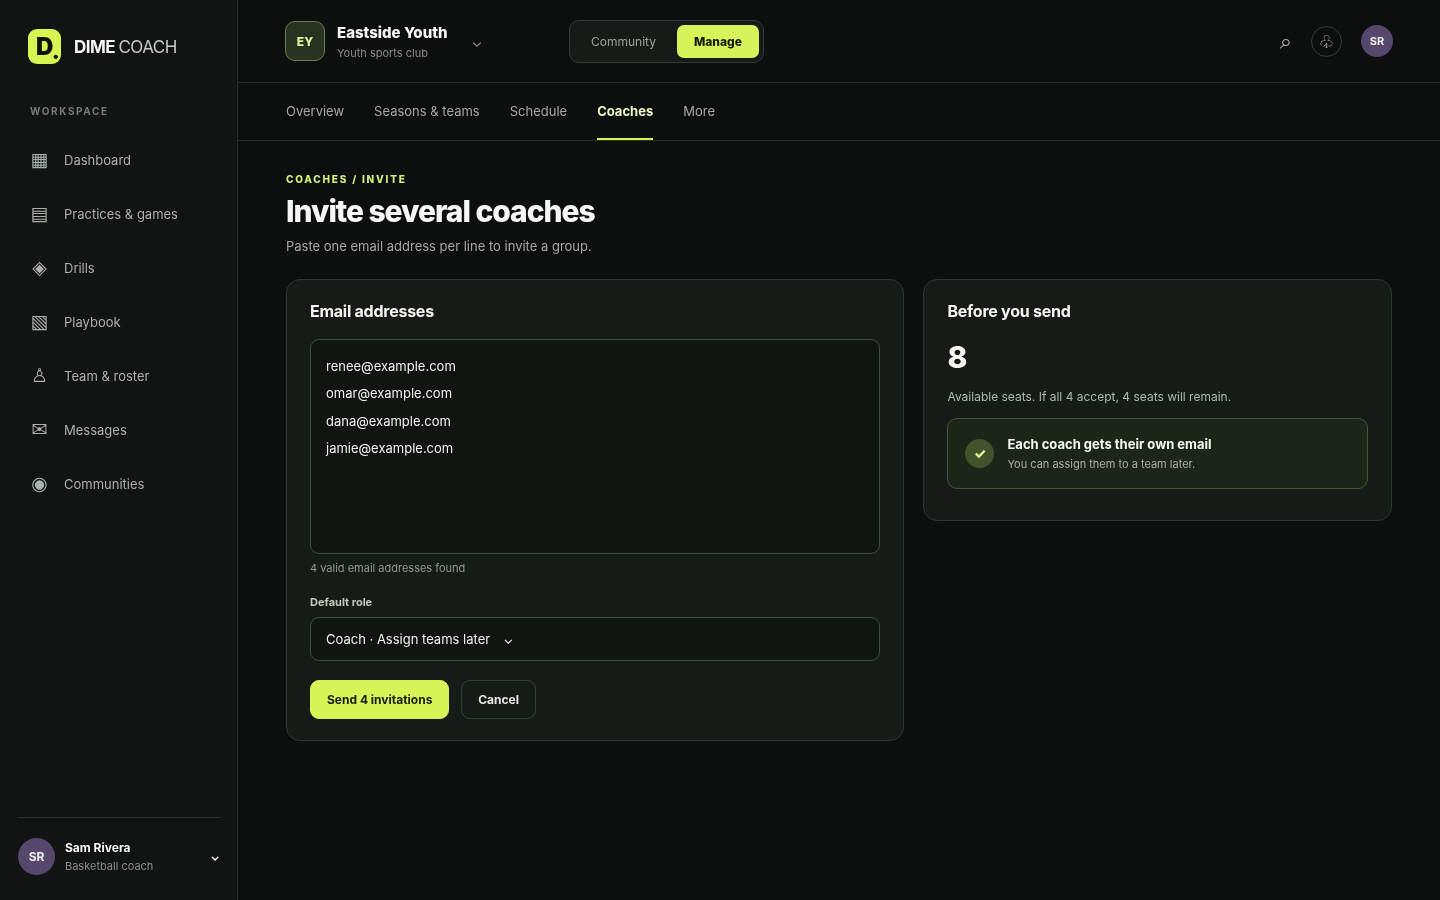 D.
DIME COACH
WORKSPACE
Dashboard
Practices & games
Drills
Playbook
Team & roster
Messages
Communities
SR
Sam Rivera
Basketball coach
EY
Eastside Youth
Youth sports club
Community
Manage
SR
Overview
Seasons & teams
Schedule
Coaches
More
COACHES / INVITE
Invite several coaches
Paste one email address per line to invite a group.
Email addresses
renee@example.com
omar@example.com
dana@example.com
jamie@example.com
4 valid email addresses found
Default role
Coach · Assign teams later
Send 4 invitations
Cancel
Before you send
8
Available seats. If all 4 accept, 4 seats will remain.
Each coach gets their own email
You can assign them to a team later.